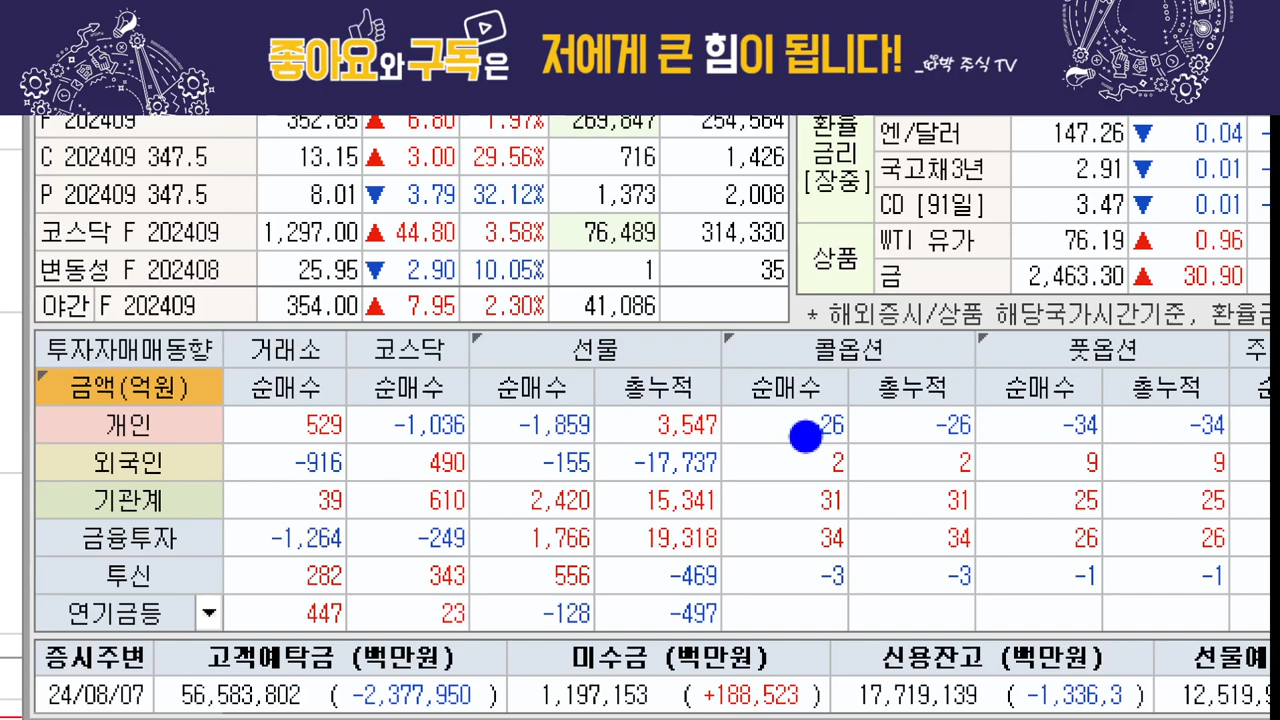 좋아요와 구독은 저에게 큰 힘이 됩니다! 주식 TV
F 202409 352.85 ▲ 6.80 1.97% 269,847 254,564
C 202409 347.5 13.15 ▲ 3.00 29.56% 716 1,426
P 202409 347.5 8.01 ▼ 3.79 32.12% 1,373 2,008
코스닥 F 202409 1,297.00 ▲ 44.80 3.58% 76,489 314,330
변동성 F 202408 25.95 ▼ 2.90 10.05% 1 35
야간 F 202409 354.00 ▲ 7.95 2.30% 41,086
환율
금리
[장중]
엔/달러 147.26 ▼ 0.04
국고채3년 2.91 ▼ 0.01
CD [91일] 3.47 ▼ 0.01
상품
WTI 유가 76.19 ▲ 0.96
금 2,463.30 ▲ 30.90
* 해외증시/상품 해당국가시간기준, 환율
투자자매매동향 거래소 코스닥 선물 콜옵션 풋옵션 주
금액(억원) 순매수 순매수 순매수 총누적 순매수 총누적 순매수 총누적
개인 529 -1,036 -1,859 3,547 26 -26 -34 -34
외국인 -916 490 -155 -17,737 2 2 9 9
기관계 39 610 2,420 15,341 31 31 25 25
금융투자 -1,264 -249 1,766 19,318 34 34 26 26
투신 282 343 556 -469 -3 -3 -1 -1
연기금등 447 23 -128 -497
증시주변 고객예탁금 (백만원) 미수금 (백만원) 신용잔고 (백만원) 선물예
24/08/07 56,583,802 ( -2,377,950 ) 1,197,153 ( +188,523 ) 17,719,139 ( -1,336,3 ) 12,519,